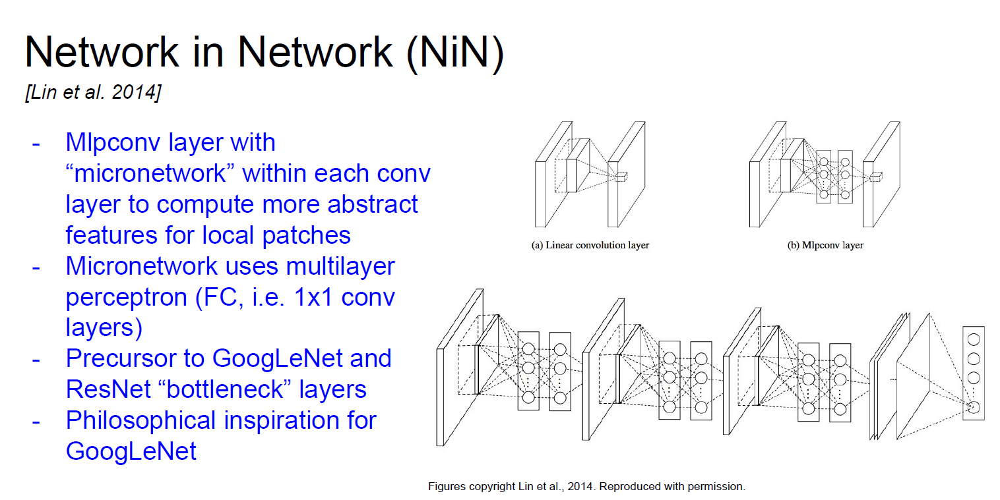 Network in Network (NiN)
[Lin et al. 2014]
- Mlpconv layer with
“micronetwork” within each conv
layer to compute more abstract
features for local patches
- Micronetwork uses multilayer
perceptron (FC, i.e. 1x1 conv
layers)
- Precursor to GoogLeNet and
ResNet “bottleneck” layers
- Philosophical inspiration for
GoogLeNet
(a) Linear convolution layer
(b) Mlpconv layer
Figures copyright Lin et al., 2014. Reproduced with permission.